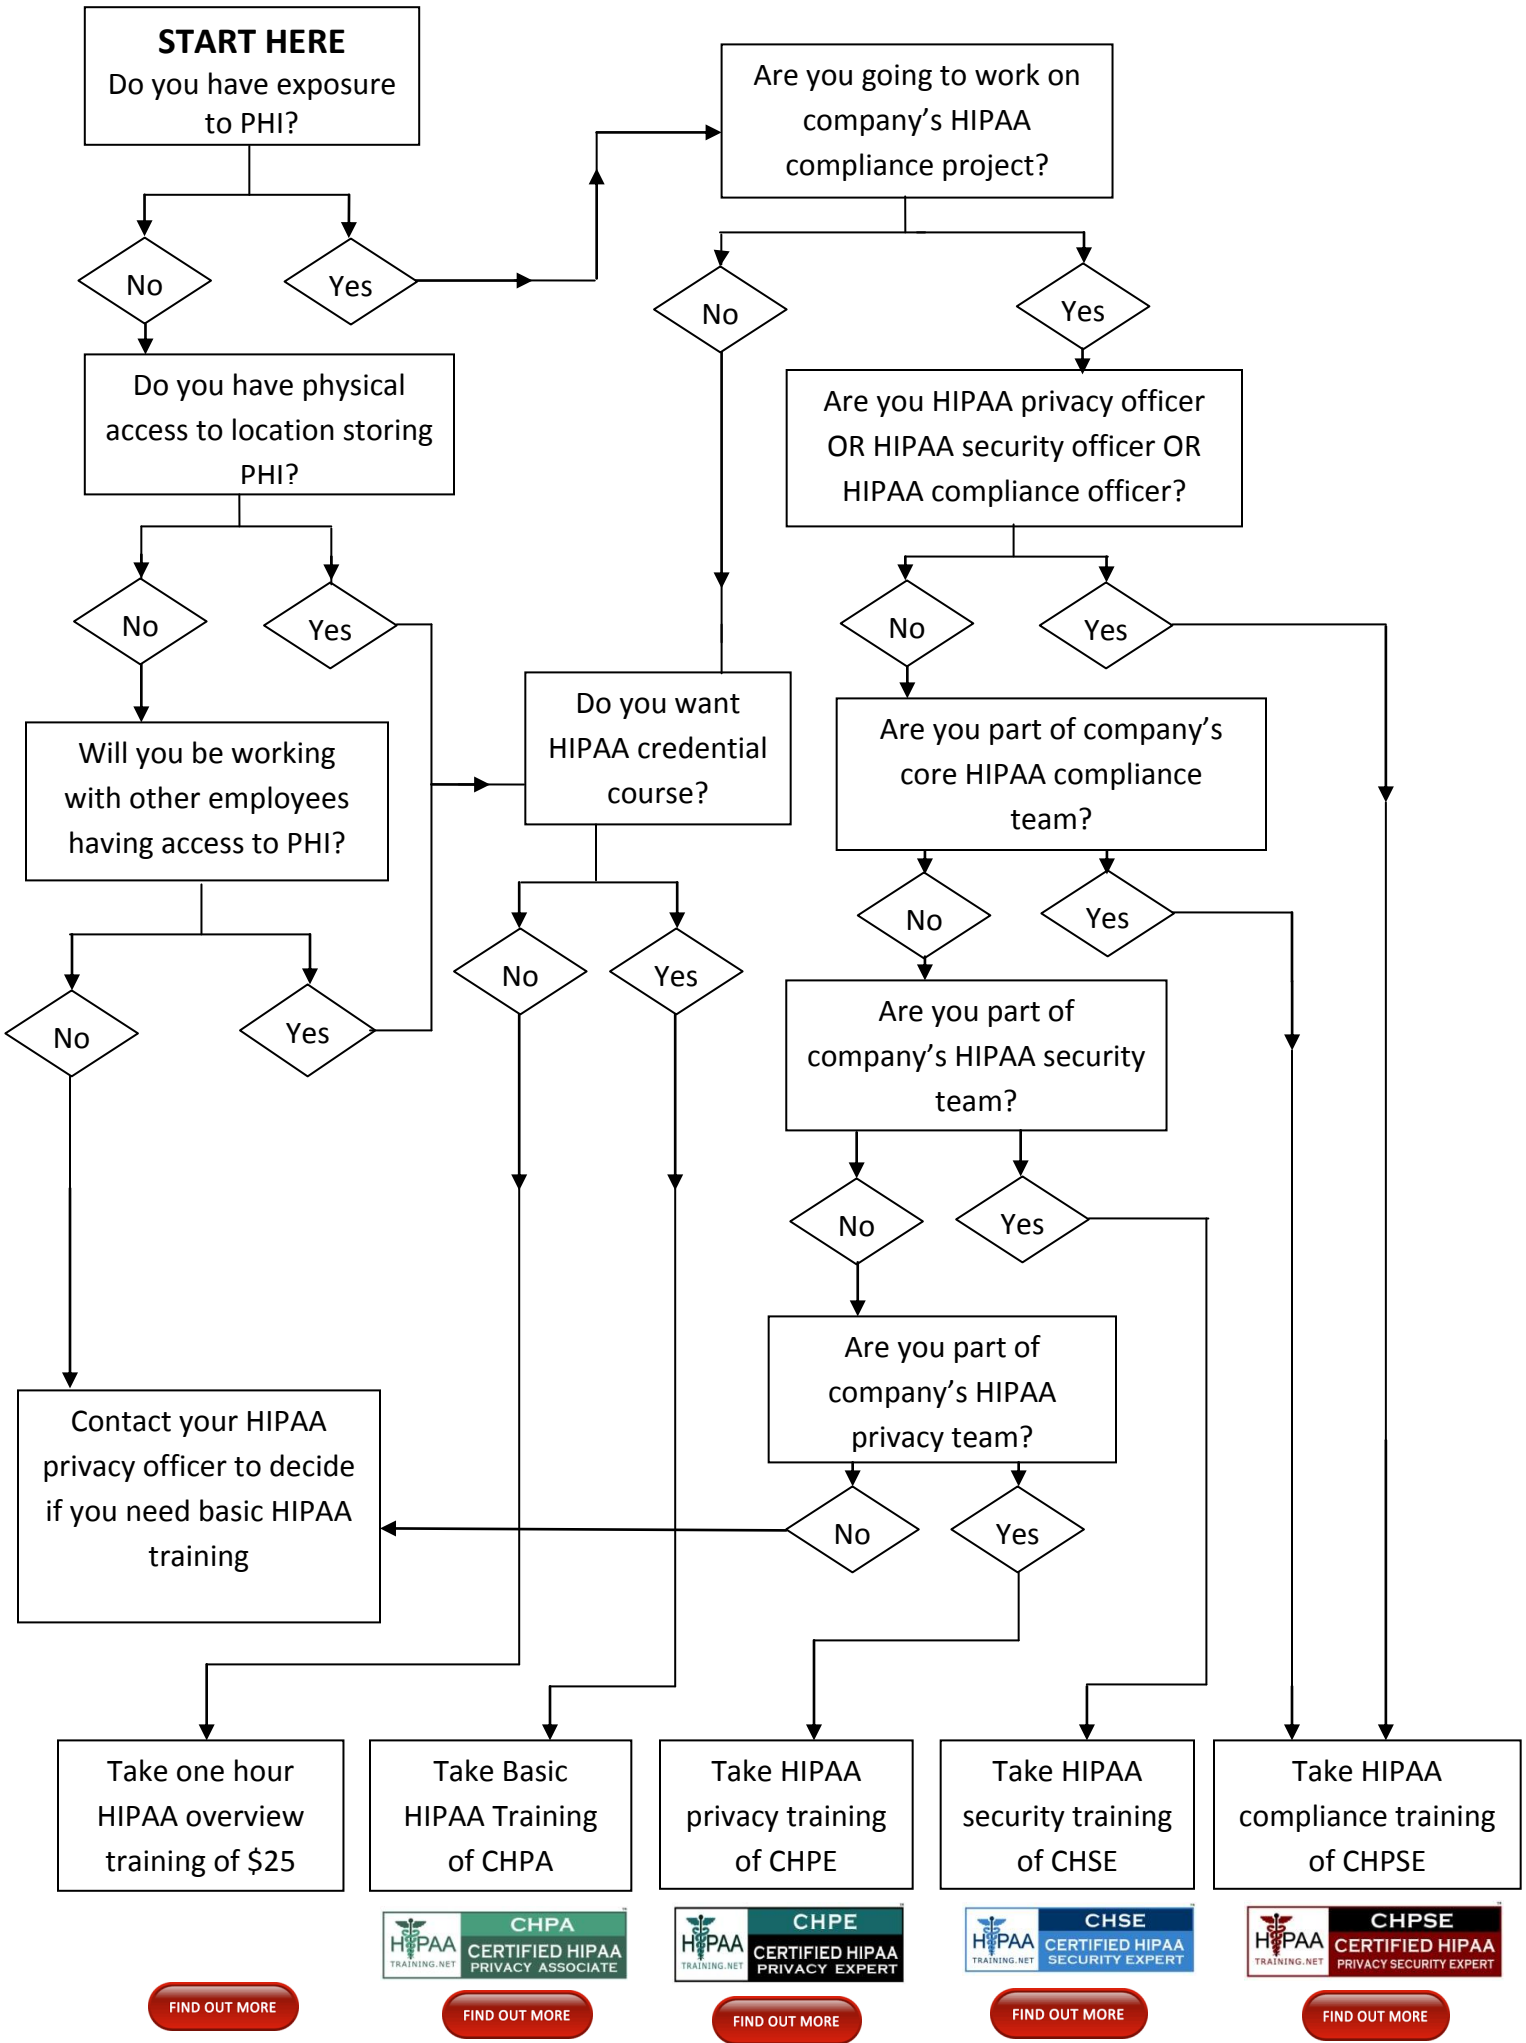 START HERE
Do you have exposure
to PHI?
No
Yes
Are you going to work on
company’s HIPAA
compliance project?
No
Yes
Do you have physical
access to location storing
PHI?
No
Yes
Are you HIPAA privacy officer
OR HIPAA security officer OR
HIPAA compliance officer?
No
Yes
Will you be working
with other employees
having access to PHI?
No
Yes
Do you want
HIPAA credential
course?
No
Yes
Are you part of company’s
core HIPAA compliance
team?
No
Yes
Are you part of
company’s HIPAA security
team?
No
Yes
Are you part of
company’s HIPAA
privacy team?
No
Yes
Contact your HIPAA
privacy officer to decide
if you need basic HIPAA
training
Take one hour
HIPAA overview
training of $25
Take Basic
HIPAA Training
of CHPA
Take HIPAA
privacy training
of CHPE
Take HIPAA
security training
of CHSE
Take HIPAA
compliance training
of CHPSE
HIPAA
TRAINING.NET
CHPA
CERTIFIED HIPAA
PRIVACY ASSOCIATE
HIPAA
TRAINING.NET
CHPE
CERTIFIED HIPAA
PRIVACY EXPERT
HIPAA
TRAINING.NET
CHSE
CERTIFIED HIPAA
SECURITY EXPERT
HIPAA
TRAINING.NET
CHPSE
CERTIFIED HIPAA
PRIVACY SECURITY EXPERT
FIND OUT MORE
FIND OUT MORE
FIND OUT MORE
FIND OUT MORE
FIND OUT MORE